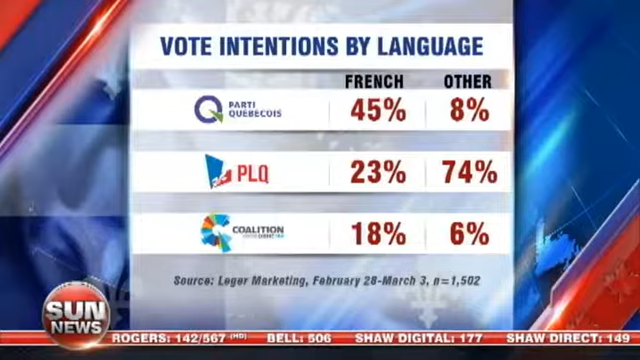 VOTE INTENTIONS BY LANGUAGE
FRENCH OTHER
PARTI
QUEBECOIS
45% 8%
PLQ 23% 74%
COALITION
18% 6%
Source: Leger Marketing, February 28-March 3, n=1,502
SUN
NEWS
ROGERS: 142/567 (HD) BELL: 506 SHAW DIGITAL: 177 SHAW DIRECT: 149